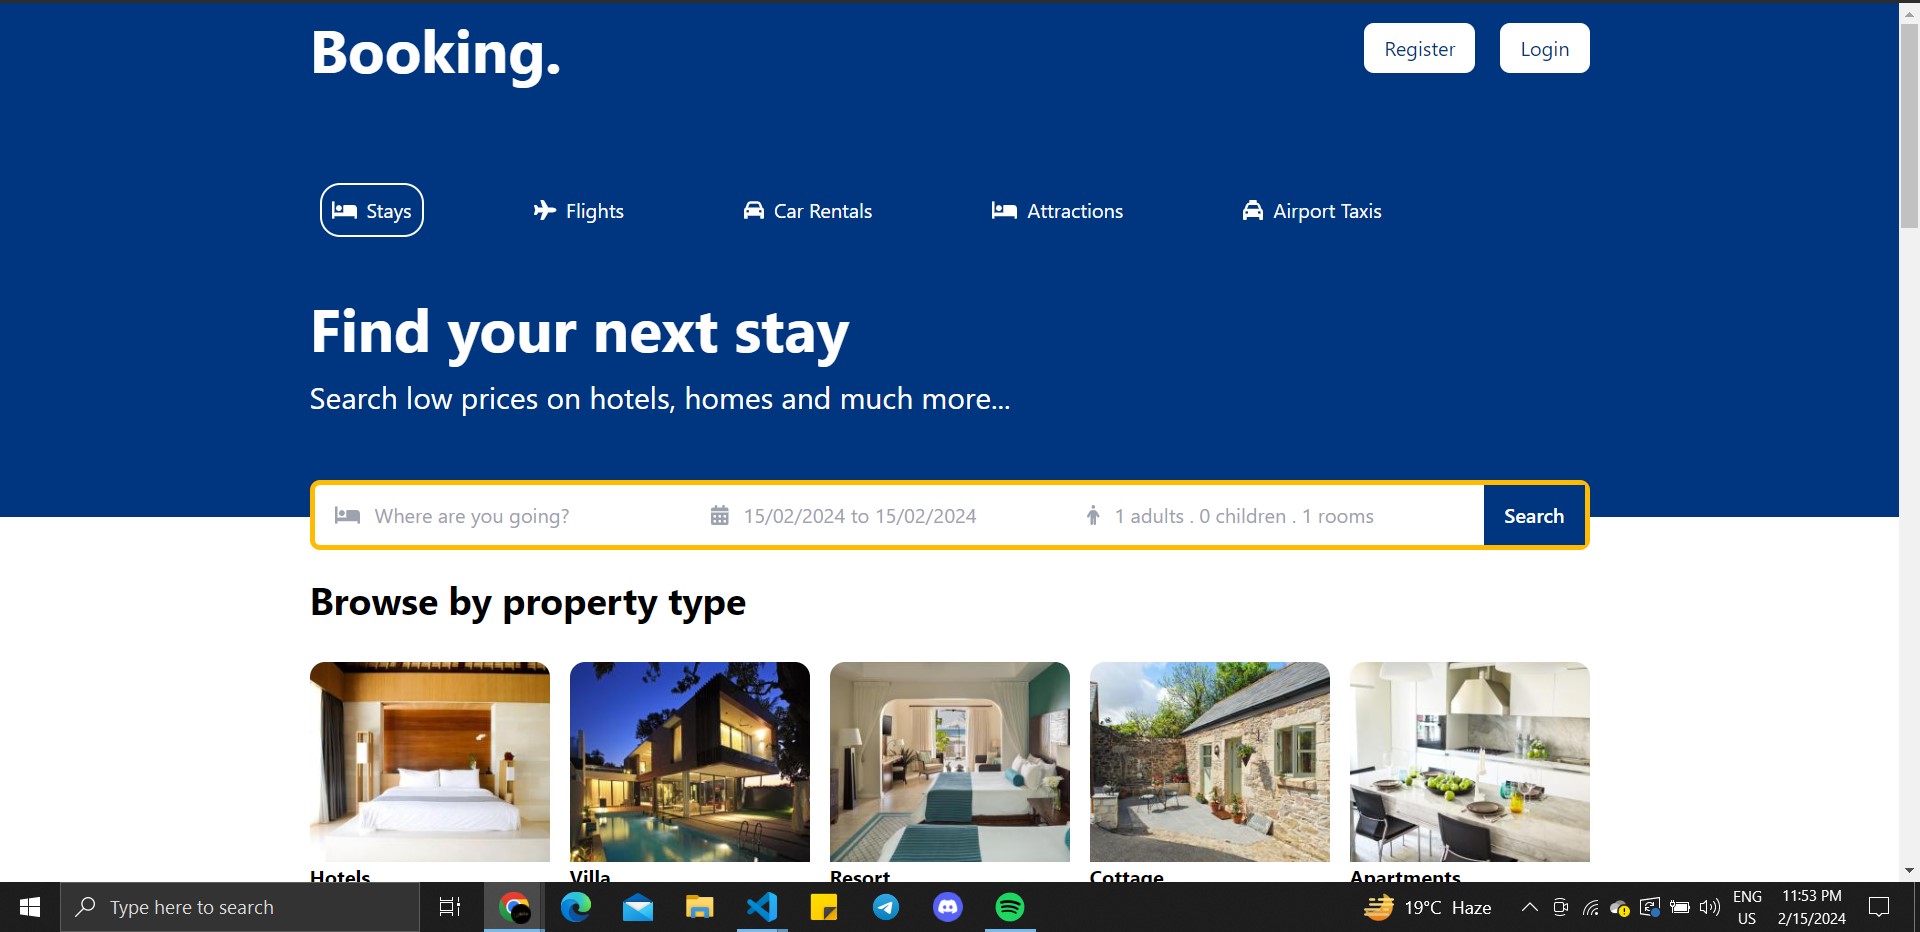 Booking.
Register
Login
Stays
Flights
Car Rentals
Attractions
Airport Taxis
Find your next stay
Search low prices on hotels, homes and much more...
Where are you going?
15/02/2024 to 15/02/2024
1 adults . 0 children . 1 rooms
Search
Browse by property type
Hotels
Villa
Resort
Cottage
Apartments
Type here to search
19°C Haze
ENG
US
11:53 PM
2/15/2024